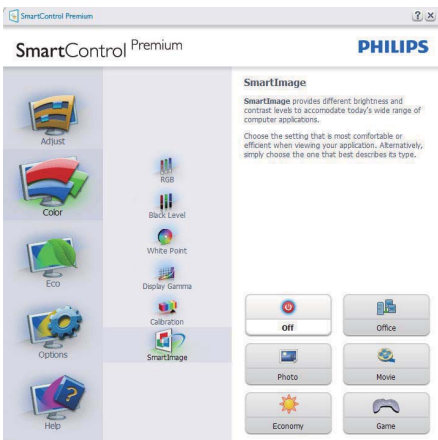 SmartControl Premium
SmartControl Premium
PHILIPS
Adjust
Color
Eco
Options
Help
RGB
Black Level
White Point
Display Gamma
Calibration
SmartImage
SmartImage
SmartImage provides different brightness and
contrast levels to accomodate today's wide range of
computer applications.
Choose the setting that is most comfortable or
efficient when viewing your application. Alternatively,
simply choose the one that best describes its type.
Off
Office
Photo
Movie
Economy
Game